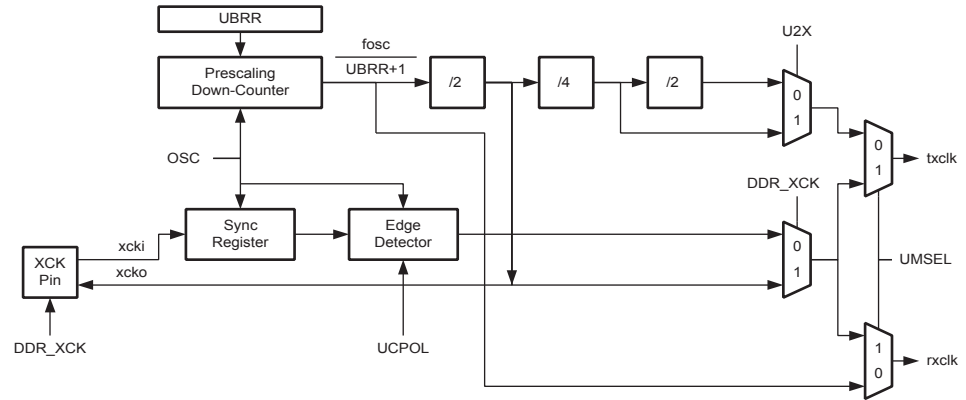 UBRR
U2X
fosc
UBRR+1
Prescaling
Down-Counter
/2
/4
/2
0
1
OSC
0
1
txclk
DDR_XCK
Sync
Register
Edge
Detector
0
1
xcki
XCK
Pin
xcko
UMSEL
DDR_XCK
UCPOL
1
0
rxclk